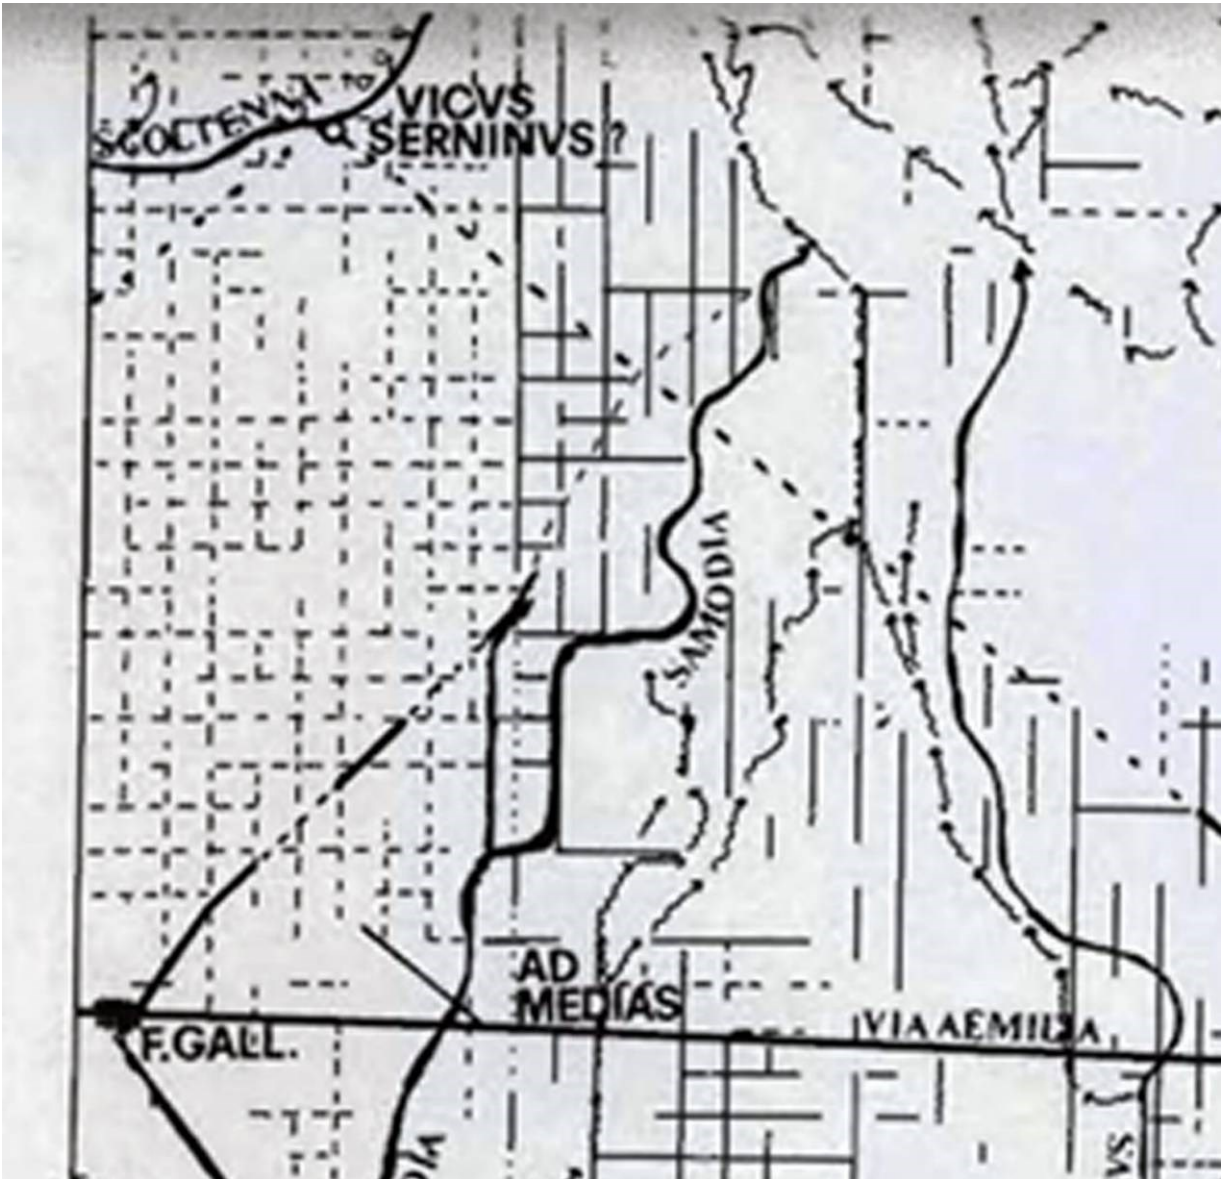 SCOLTENNA
VICVS
SERNINVS ?
SAMODIA
AD
MEDIAS
F.GALL.
VIA AEMILIA